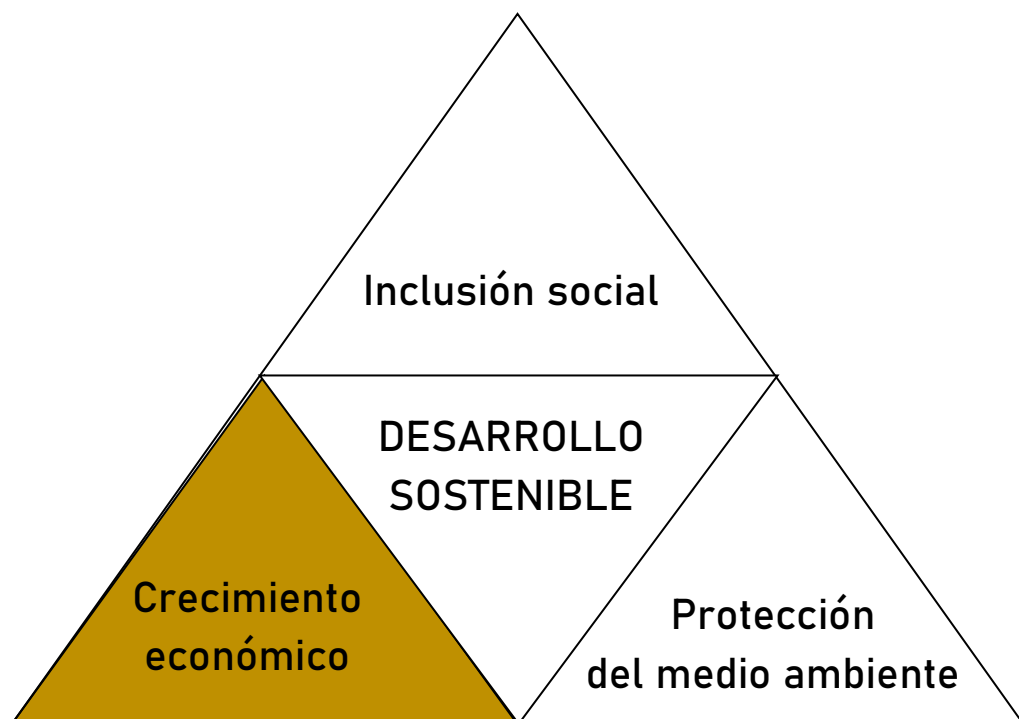 Inclusión social
DESARROLLO
SOSTENIBLE
Crecimiento
económico
Protección
del medio ambiente